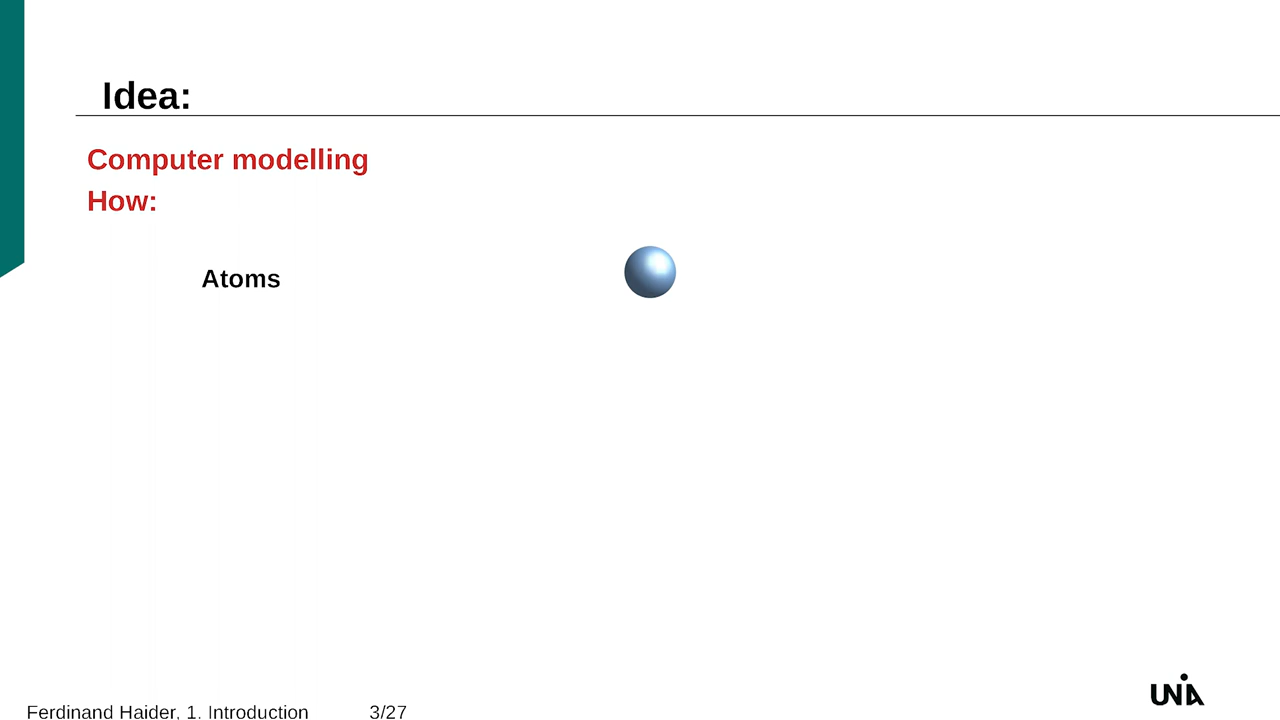 Idea:
Computer modelling
How:
Atoms
Ferdinand Haider, 1. Introduction 3/27
UNIA